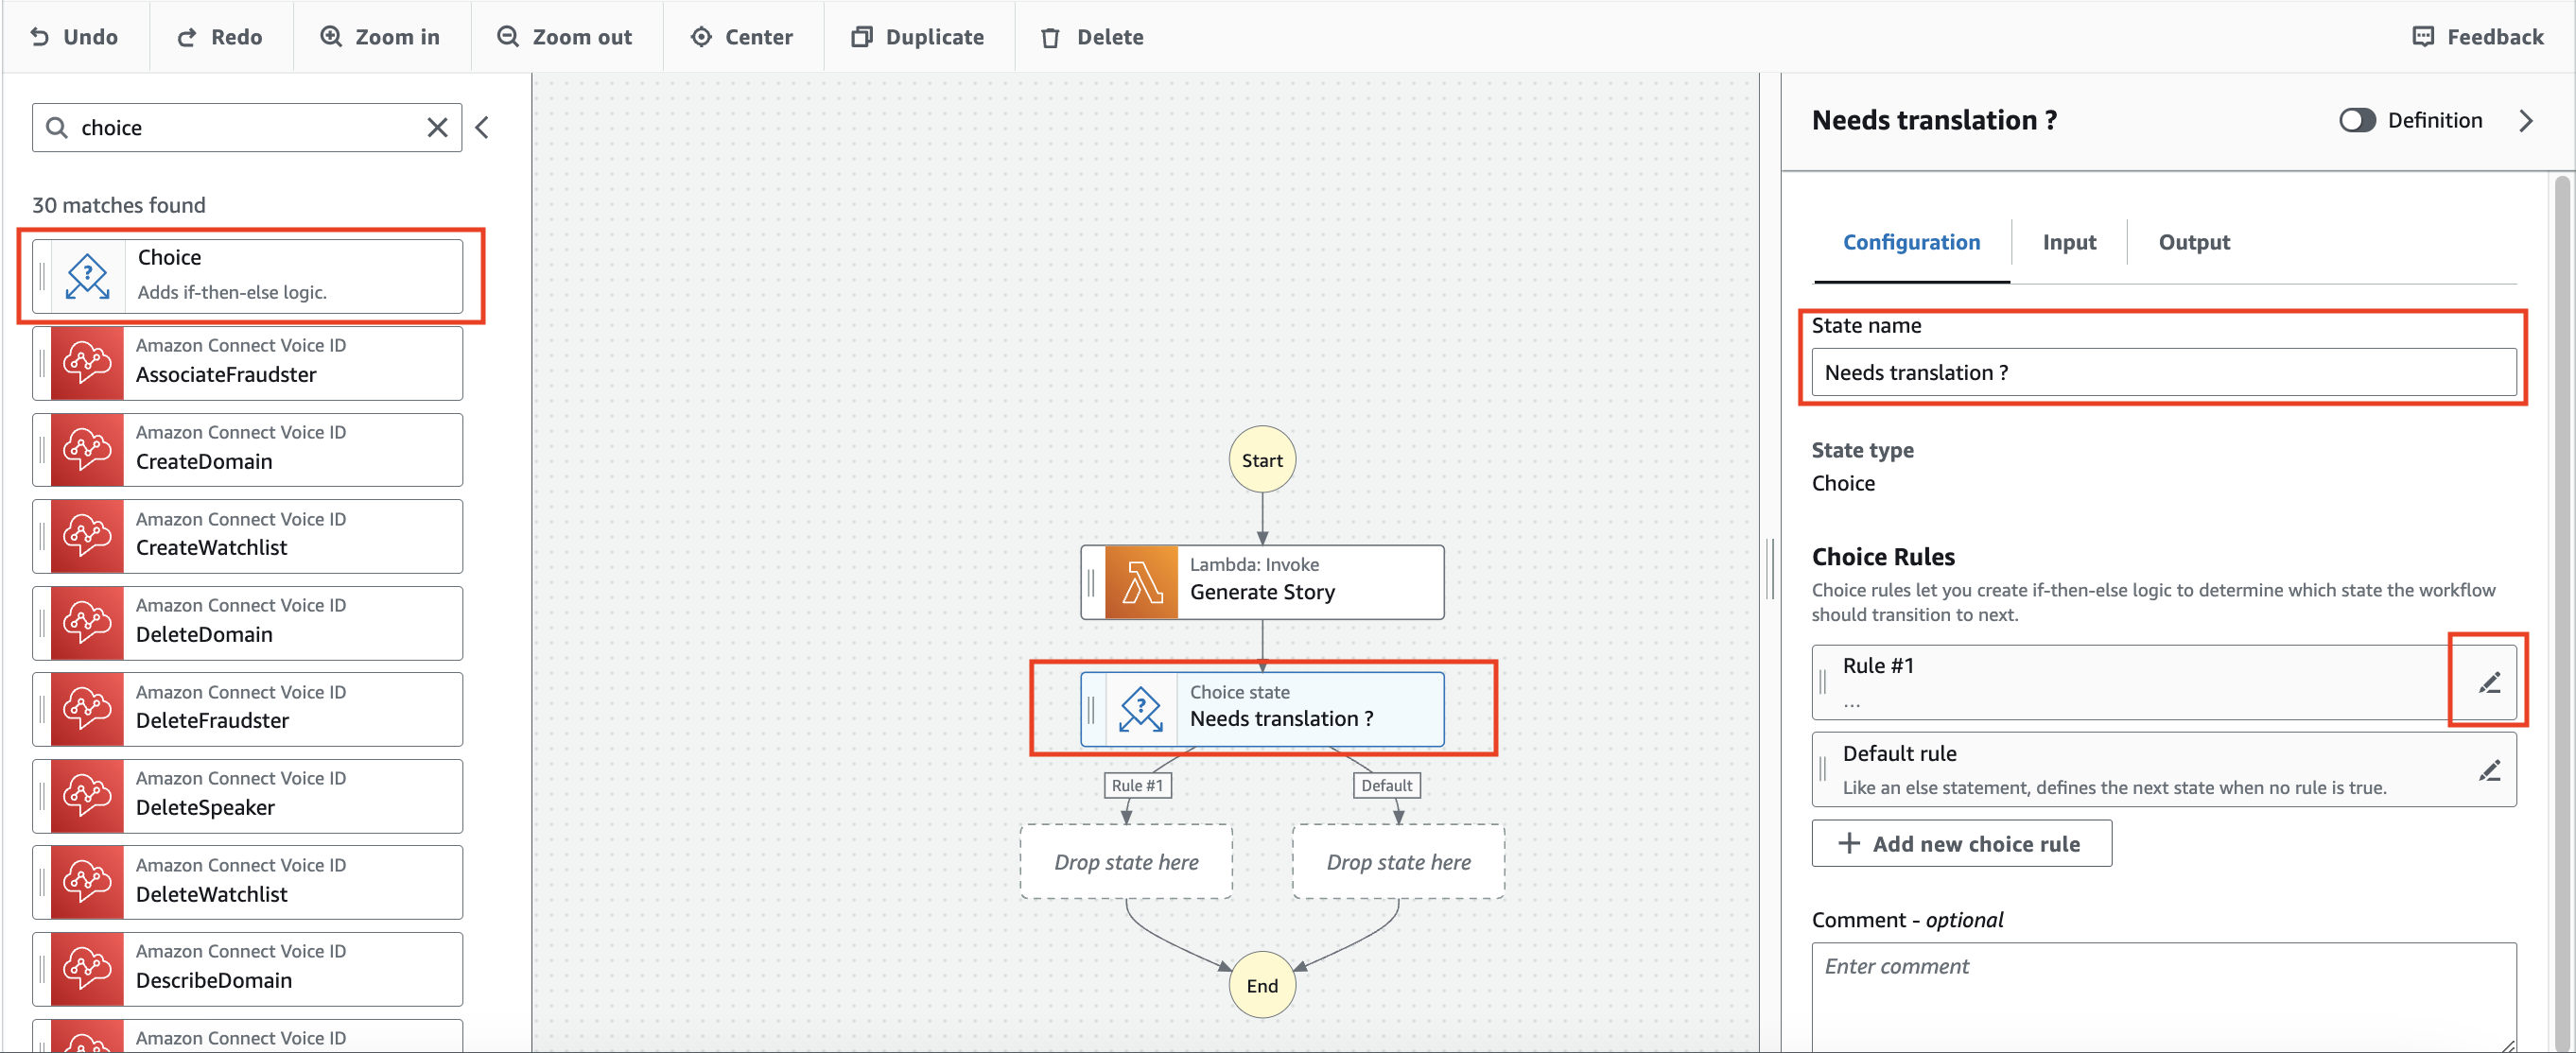 Undo
Redo
Zoom in
Zoom out
Center
Duplicate
Delete
Feedback
choice
30 matches found
Choice
Adds if-then-else logic.
Amazon Connect Voice ID
AssociateFraudster
Amazon Connect Voice ID
CreateDomain
Amazon Connect Voice ID
CreateWatchlist
Amazon Connect Voice ID
DeleteDomain
Amazon Connect Voice ID
DeleteFraudster
Amazon Connect Voice ID
DeleteSpeaker
Amazon Connect Voice ID
DeleteWatchlist
Amazon Connect Voice ID
DescribeDomain
Amazon Connect Voice ID
Start
Lambda: Invoke
Generate Story
Choice state
Needs translation ?
Rule #1
Default
Drop state here
Drop state here
End
Needs translation ?
Definition
Configuration
Input
Output
State name
Needs translation ?
State type
Choice
Choice Rules
Choice rules let you create if-then-else logic to determine which state the workflow
should transition to next.
Rule #1
...
Default rule
Like an else statement, defines the next state when no rule is true.
Add new choice rule
Comment - optional
Enter comment